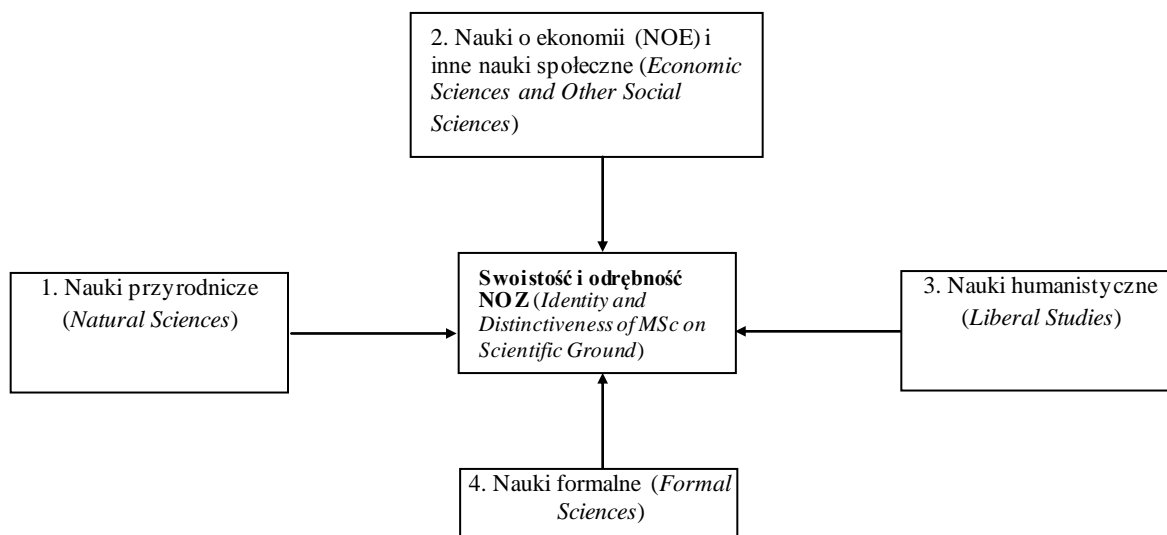 2. Nauki o ekonomii (NOE) i
inne nauki społeczne (Economic
Sciences and Other Social
Sciences)
1. Nauki przyrodnicze
(Natural Sciences)
Swoistość i odrębność
NOZ (Identity and
Distinctiveness of MSc on
Scientific Ground)
3. Nauki humanistyczne
(Liberal Studies)
4. Nauki formalne (Formal
Sciences)